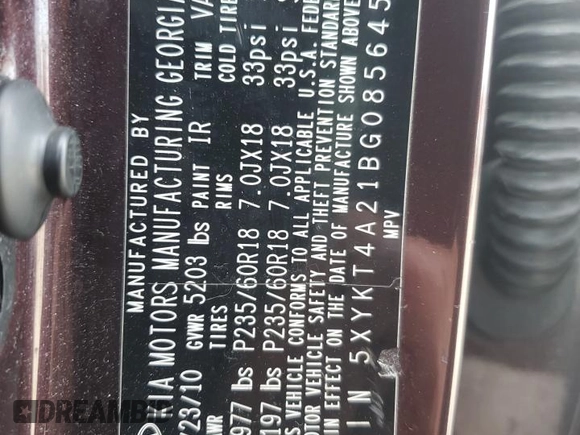 MANUFACTURED BY
KIA MOTORS MANUFACTURING GEORGIA
/23/10 GVWR 5203 lbs PAINT IR TRIM VA
TIRES RIMS COLD TIRE
977 lbs P235/60R18 7.0JX18 33psi
197 lbs P235/60R18 7.0JX18 33psi
VEHICLE CONFORMS TO ALL APPLICABLE U.S.A. FEDE
VEHICLE SAFETY AND THEFT PREVENTION STANDAR
IN EFFECT ON THE DATE OF MANUFACTURE SHOWN ABOVE
5XYKT4A21BG085645
MPV
DREAMBID